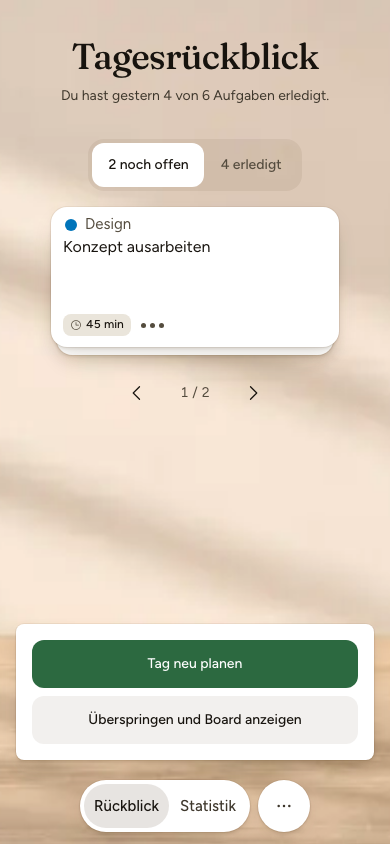 Tagesrückblick
Du hast gestern 4 von 6 Aufgaben erledigt.
2 noch offen
4 erledigt
Design
Konzept ausarbeiten
45 min
1 / 2
Tag neu planen
Überspringen und Board anzeigen
Rückblick
Statistik